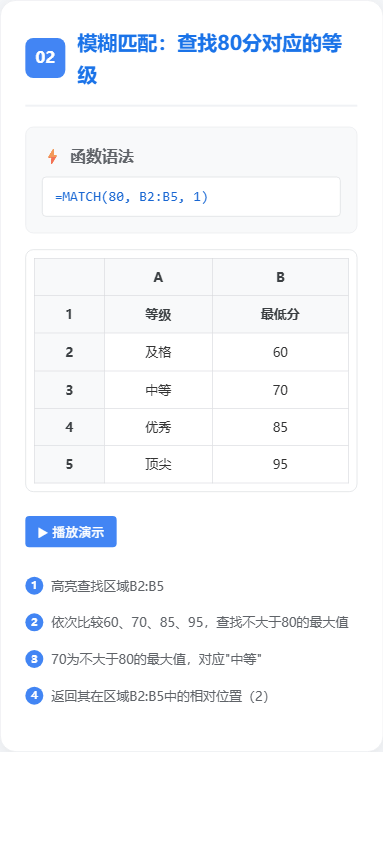 02
模糊匹配：查找80分对应的等
级
函数语法
=MATCH(80, B2:B5, 1)
A B
1 等级 最低分
2 及格 60
3 中等 70
4 优秀 85
5 顶尖 95
▶ 播放演示
1 高亮查找区域B2:B5
2 依次比较60、70、85、95，查找不大于80的最大值
3 70为不大于80的最大值，对应"中等"
4 返回其在区域B2:B5中的相对位置（2）